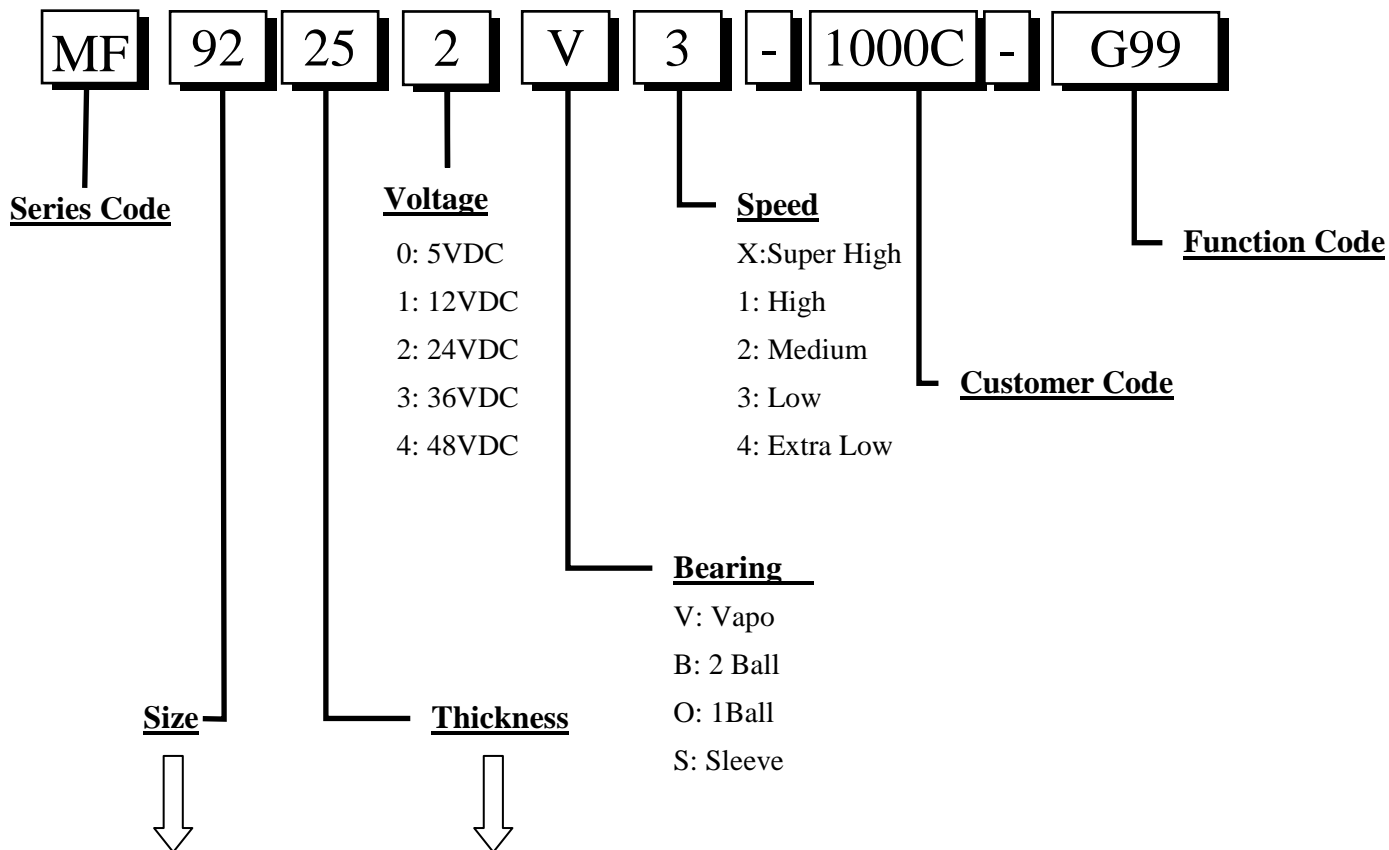 MF 92 25 2 V 3 - 1000C - G99
Series Code
Voltage
0: 5VDC
1: 12VDC
2: 24VDC
3: 36VDC
4: 48VDC
Speed
X:Super High
1: High
2: Medium
3: Low
4: Extra Low
Function Code
Customer Code
Bearing
V: Vapo
B: 2 Ball
O: 1Ball
S: Sleeve
Size
Thickness